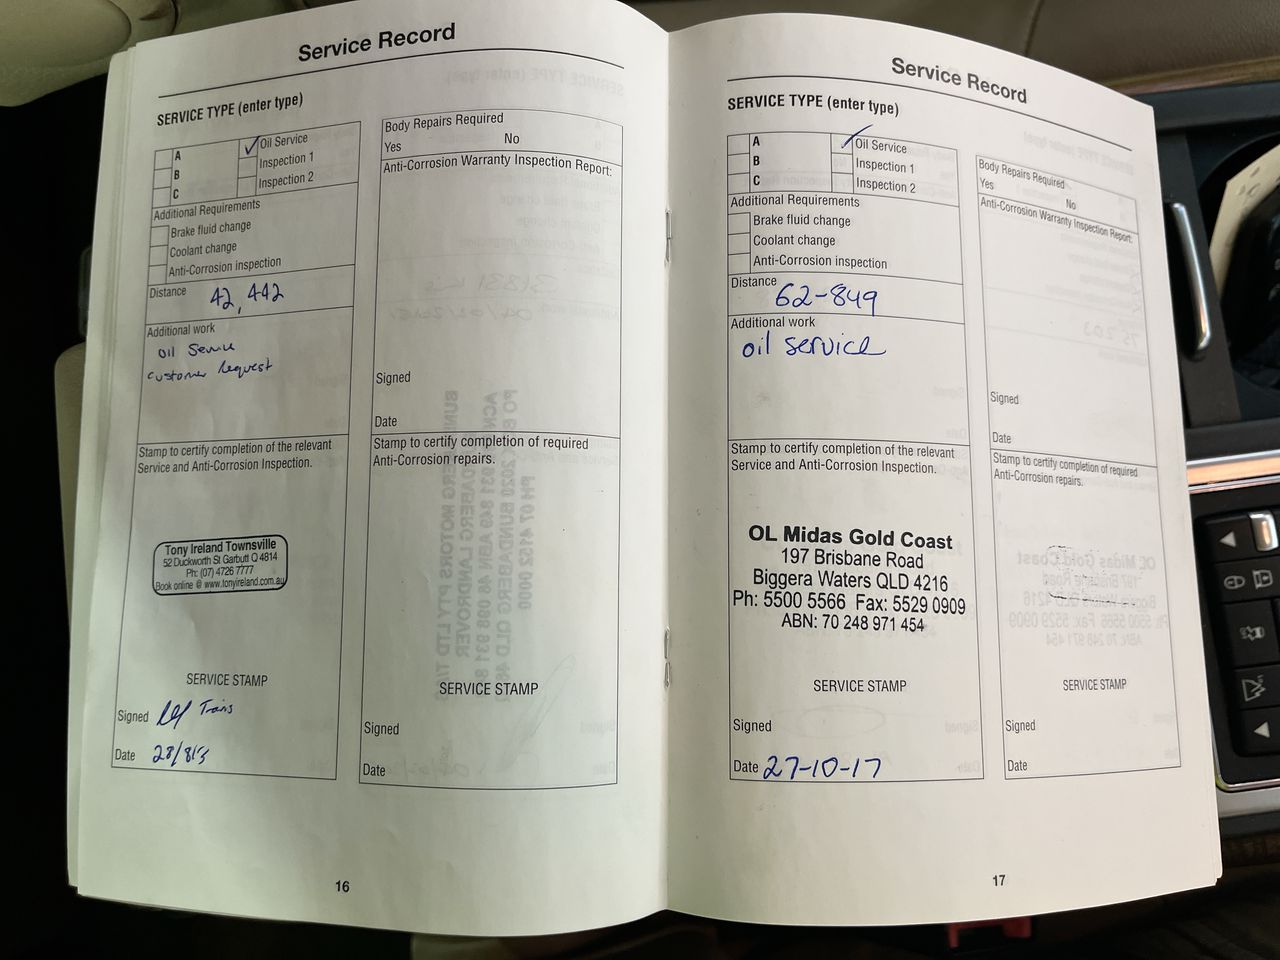 Service Record
SERVICE TYPE (enter type)
A
B
C
Oil Service
Inspection 1
Inspection 2
Additional Requirements
Brake fluid change
Coolant change
Anti-Corrosion inspection
Distance 42,442
Additional work
oil Service
customer request
Stamp to certify completion of the relevant
Service and Anti-Corrosion Inspection.
Tony Ireland Townsville
52 Duckworth St Garbutt Q 4814
Ph: (07) 4726 7777
Book online @ www.tonyireland.com.au
SERVICE STAMP
Signed
Date
Body Repairs Required
Yes No
Anti-Corrosion Warranty Inspection Report:
Signed
Date
Stamp to certify completion of required
Anti-Corrosion repairs.
SERVICE STAMP
Signed
Date
16
Service Record
SERVICE TYPE (enter type)
A
B
C
Oil Service
Inspection 1
Inspection 2
Additional Requirements
Brake fluid change
Coolant change
Anti-Corrosion inspection
Distance 62-849
Additional work
oil service
Stamp to certify completion of the relevant
Service and Anti-Corrosion Inspection.
OL Midas Gold Coast
197 Brisbane Road
Biggera Waters QLD 4216
Ph: 5500 5566 Fax: 5529 0909
ABN: 70 248 971 454
SERVICE STAMP
Signed
Date 27-10-17
Body Repairs Required
Yes No
Anti-Corrosion Warranty Inspection Report:
Signed
Date
Stamp to certify completion of required
Anti-Corrosion repairs.
SERVICE STAMP
Signed
Date
17